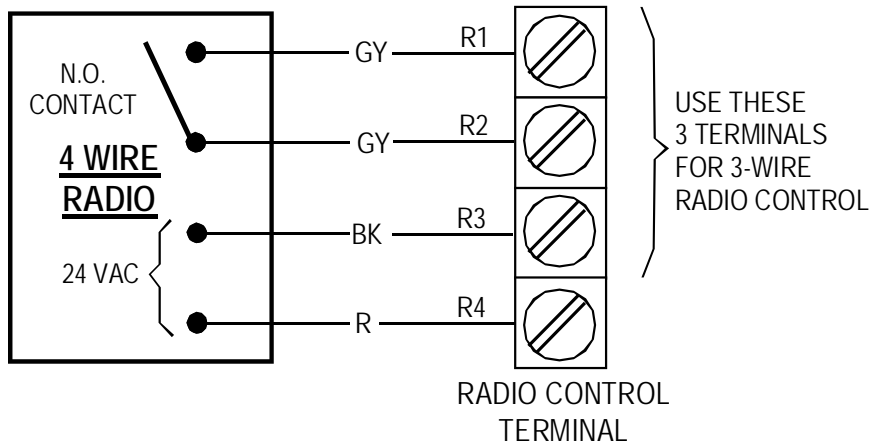 N.O.
CONTACT
4 WIRE
RADIO
24 VAC
GY
R1
GY
R2
BK
R3
R
R4
USE THESE
3 TERMINALS
FOR 3-WIRE
RADIO CONTROL
RADIO CONTROL
TERMINAL